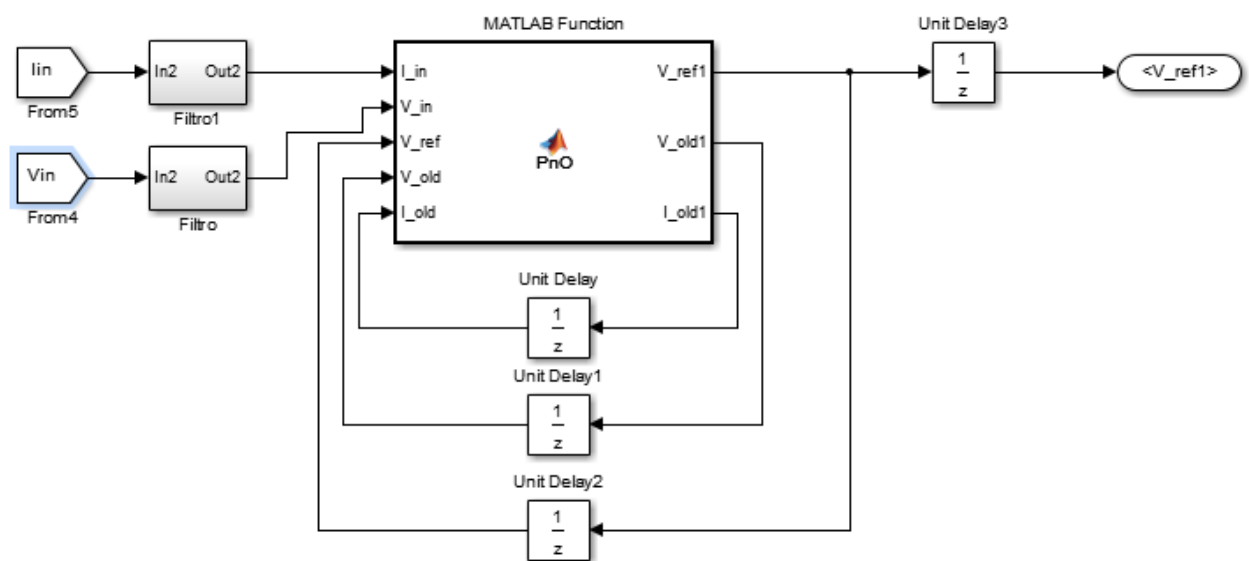 MATLAB Function
Unit Delay3
Iin
In2 Out2
I_in
V_ref1
1
z
<V_ref1>
From5
Filtro1
V_in
V_ref
V_old1
PnO
Vin
In2 Out2
V_old
From4
Filtro
I_old
I_old1
Unit Delay
1
z
Unit Delay1
1
z
Unit Delay2
1
z